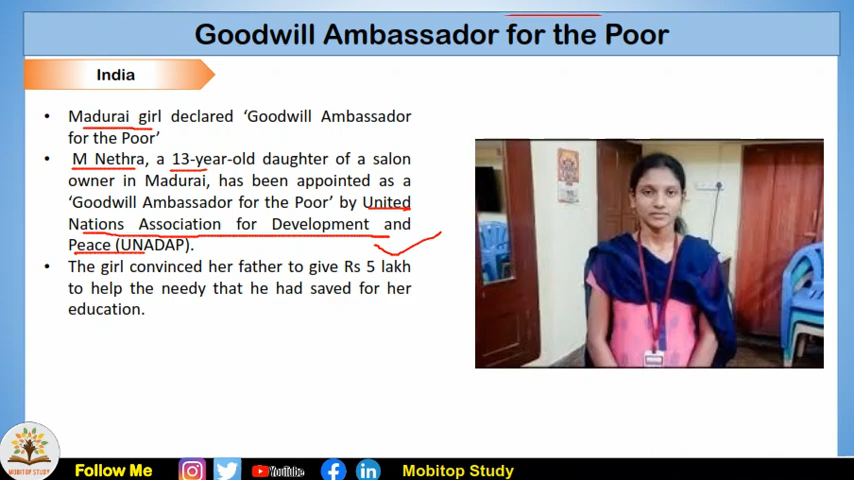 Goodwill Ambassador for the Poor
India
• Madurai girl declared ‘Goodwill Ambassador
for the Poor’
• M Nethra, a 13-year-old daughter of a salon
owner in Madurai, has been appointed as a
‘Goodwill Ambassador for the Poor’ by United
Nations Association for Development and
Peace (UNADAP).
• The girl convinced her father to give Rs 5 lakh
to help the needy that he had saved for her
education.
MOBITOP STUDY
Follow Me
YouTube
Mobitop Study